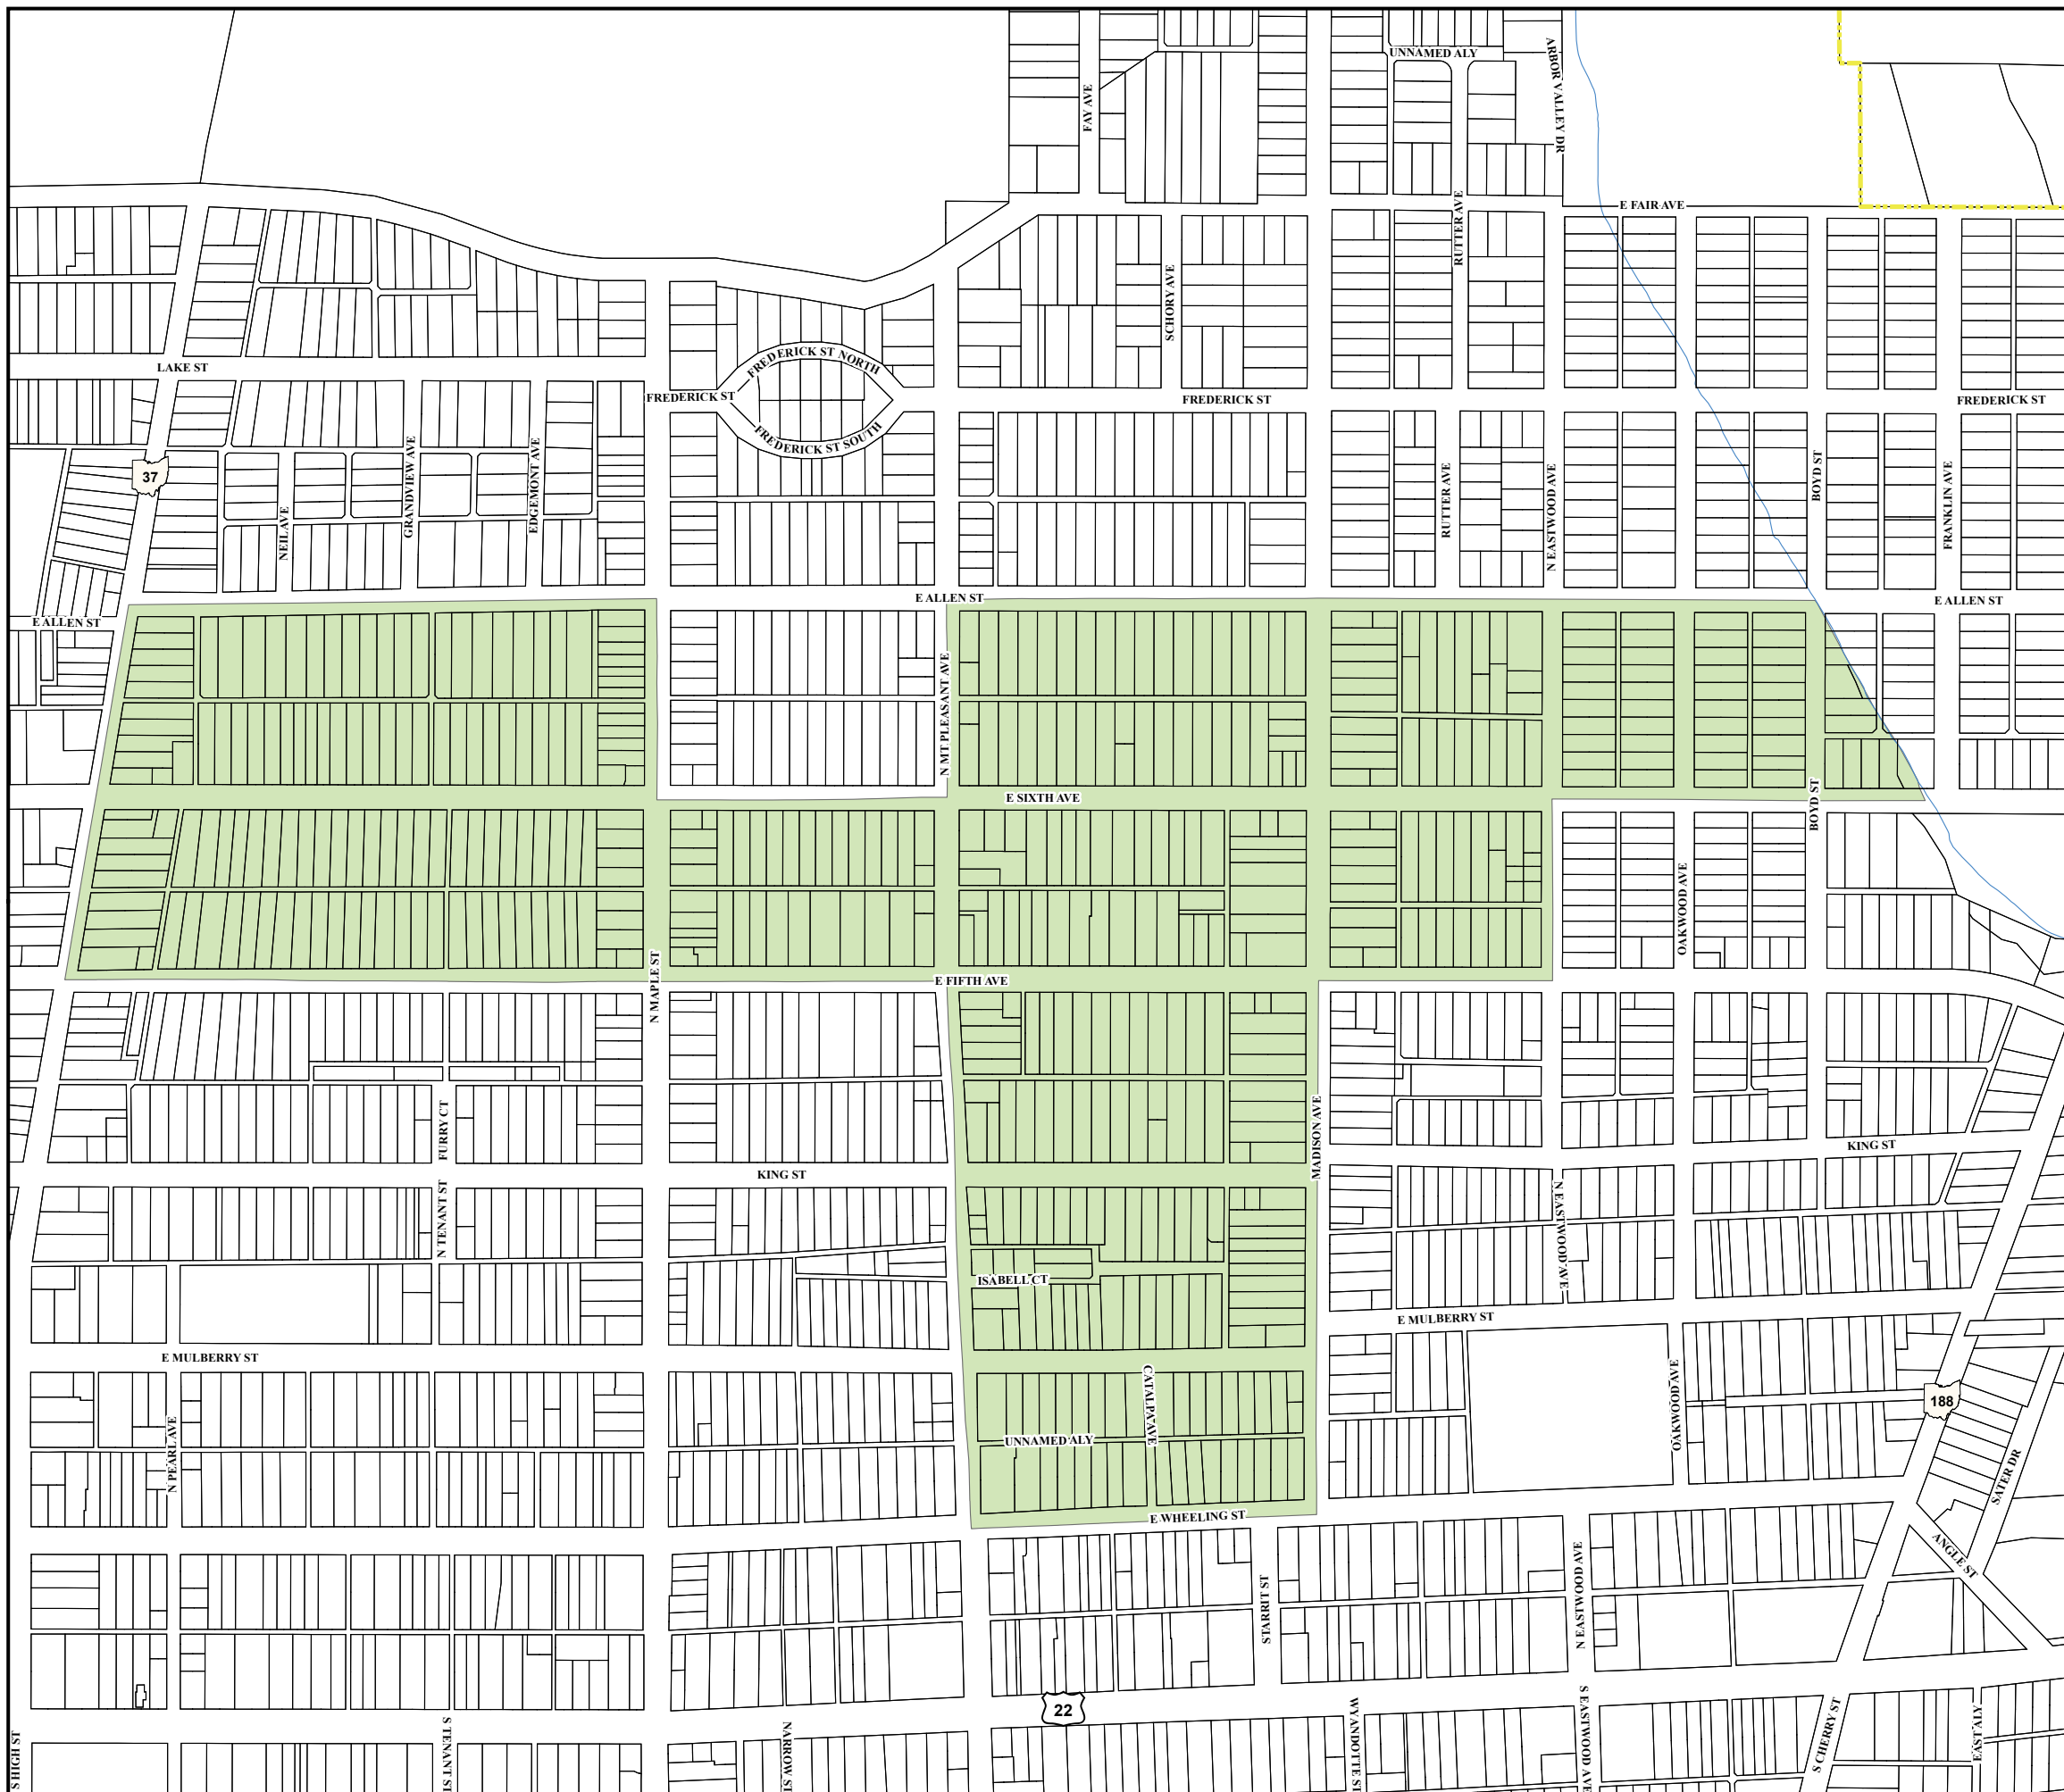 UNNAMED ALY
ARBOR VALLEY DR
FAY AVE
E FAIR AVE
RUTTER AVE
SCHORY AVE
FREDERICK ST NORTH
LAKE ST
FREDERICK ST
FREDERICK ST
FREDERICK ST
FREDERICK ST SOUTH
37
GRANDVIEW AVE
EDGEMONT AVE
NEIL AVE
RUTTER AVE
N EASTWOOD AVE
BOYD ST
FRANKLIN AVE
E ALLEN ST
E ALLEN ST
E ALLEN ST
N MT PLEASANT AVE
E SIXTH AVE
BOYD ST
OAKWOOD AVE
N MAPLE ST
E FIFTH AVE
FURRY CT
MADISON AVE
KING ST
KING ST
N TENANT ST
N EASTWOOD AVE
ISABELL CT
E MULBERRY ST
E MULBERRY ST
CATALPA AVE
OAKWOOD AVE
188
N PEARL AVE
UNNAMED ALY
SATER DR
E WHEELING ST
ANGLE ST
STARRIT ST
N EASTWOOD AVE
22
S HIGH ST
S TENANT ST
NARROW ST
WYANDOTTE ST
S EASTWOOD AVE
S CHERRY ST
EAST ALY